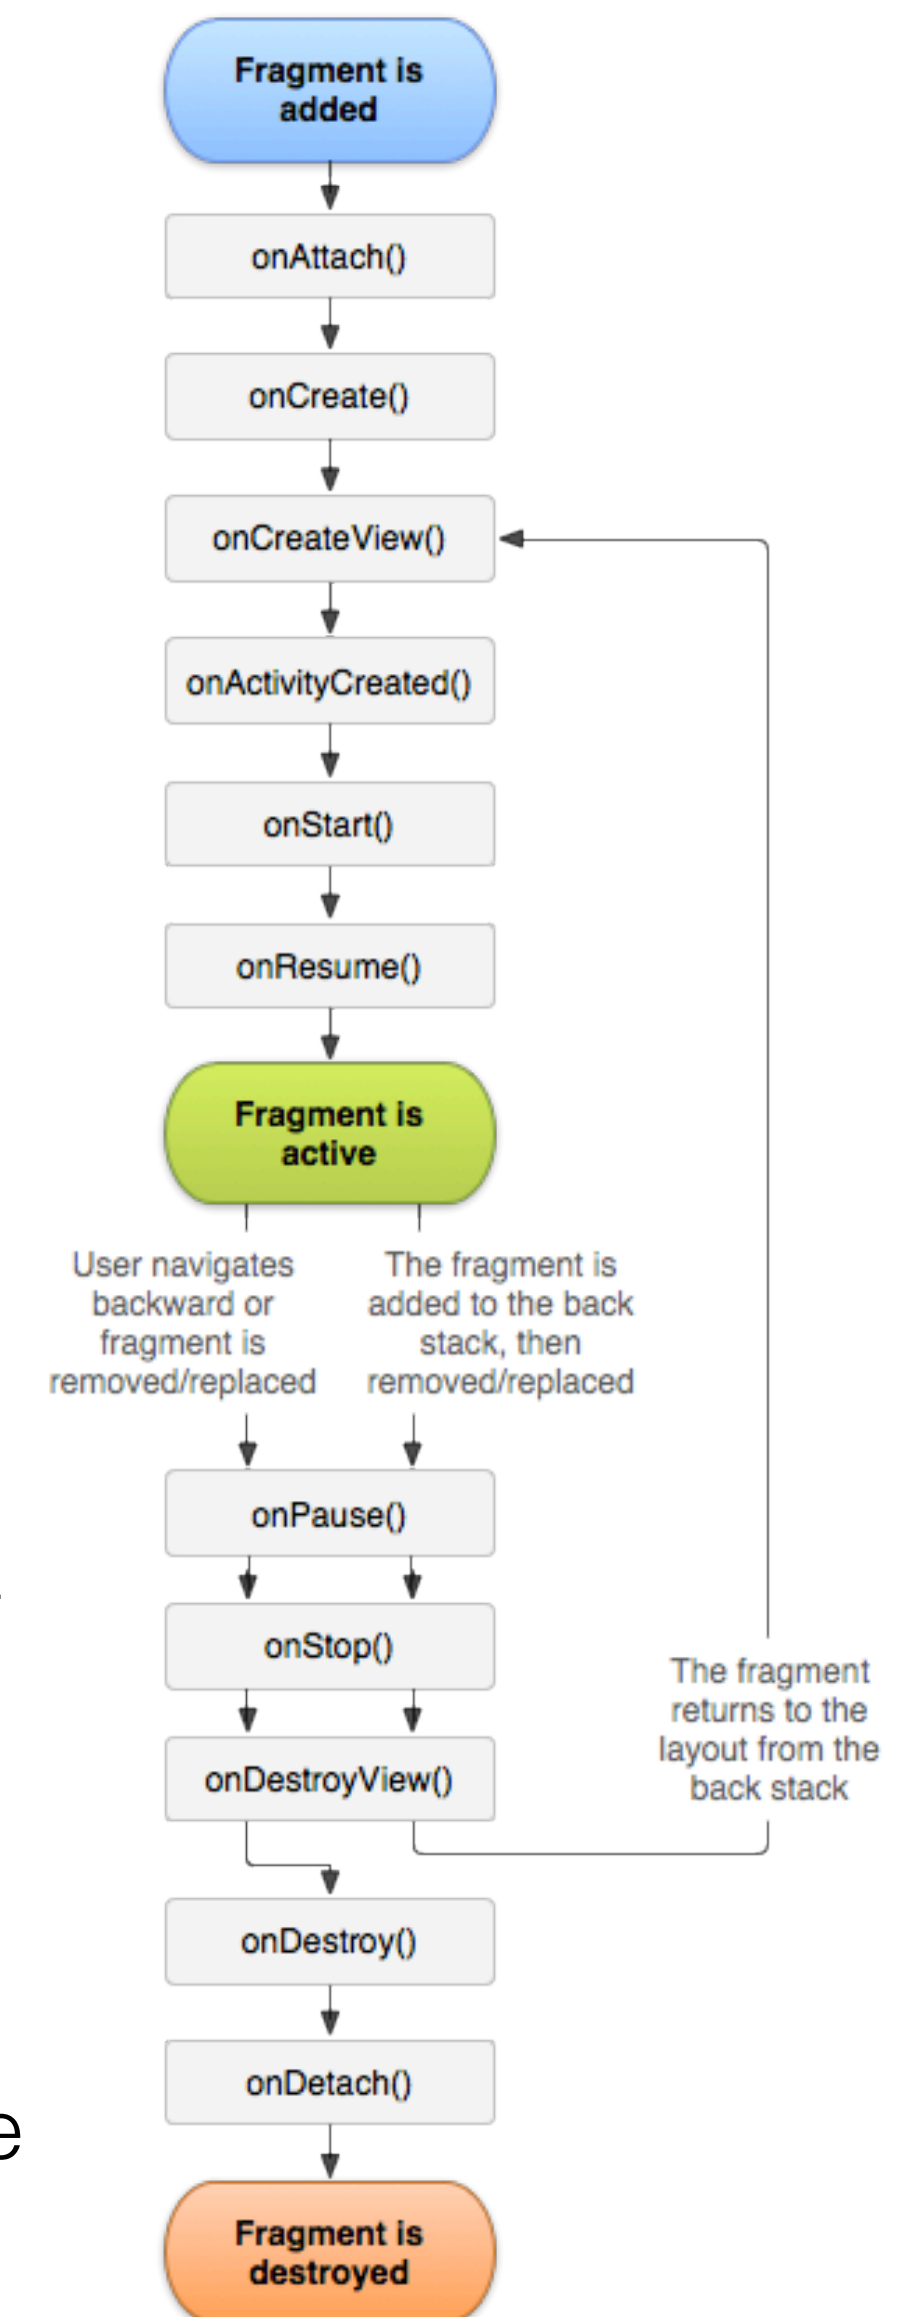 Fragment is
added
onAttach()
onCreate()
onCreateView()
onActivityCreated()
onStart()
onResume()
Fragment is
active
User navigates
backward or
fragment is
removed/replaced
The fragment is
added to the back
stack, then
removed/replaced
onPause()
onStop()
The fragment
returns to the
layout from the
back stack
onDestroyView()
onDestroy()
onDetach()
e
Fragment is
destroyed